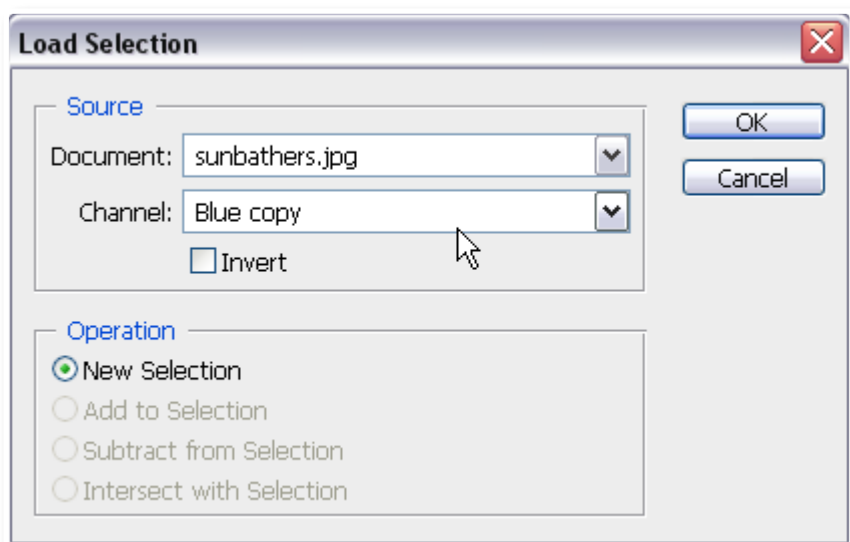 Load Selection
Source
Document: sunbathers.jpg
OK
Channel: Blue copy
Cancel
Invert
Operation
New Selection
Add to Selection
Subtract from Selection
Intersect with Selection